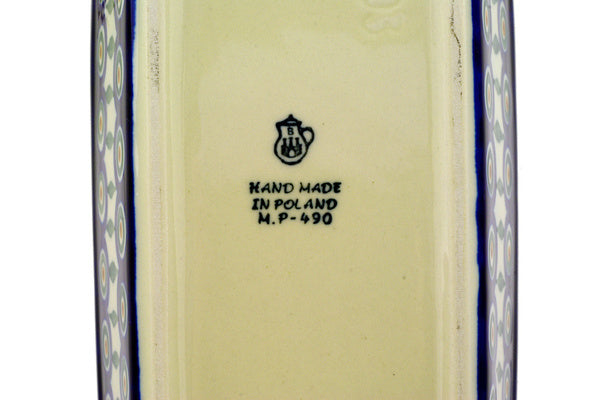 B
HAND MADE
IN POLAND
M.P-490